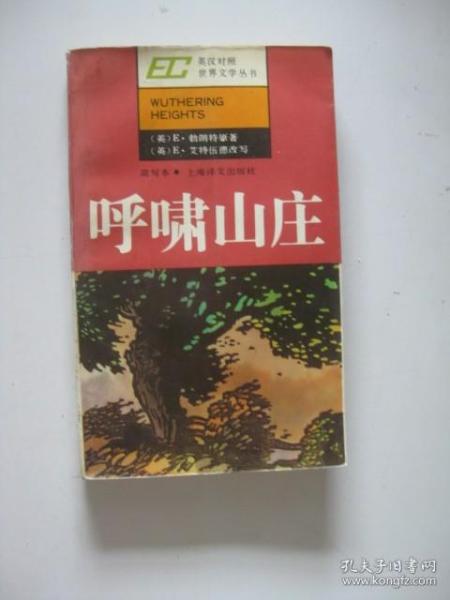 EC 英汉对照
世界文学丛书
WUTHERING
HEIGHTS
（英）E·勃朗特原著
（英）E·艾特伍德改写
简写本●上海译文出版社
呼啸山庄
孔夫子旧书网
www.kongfz.com